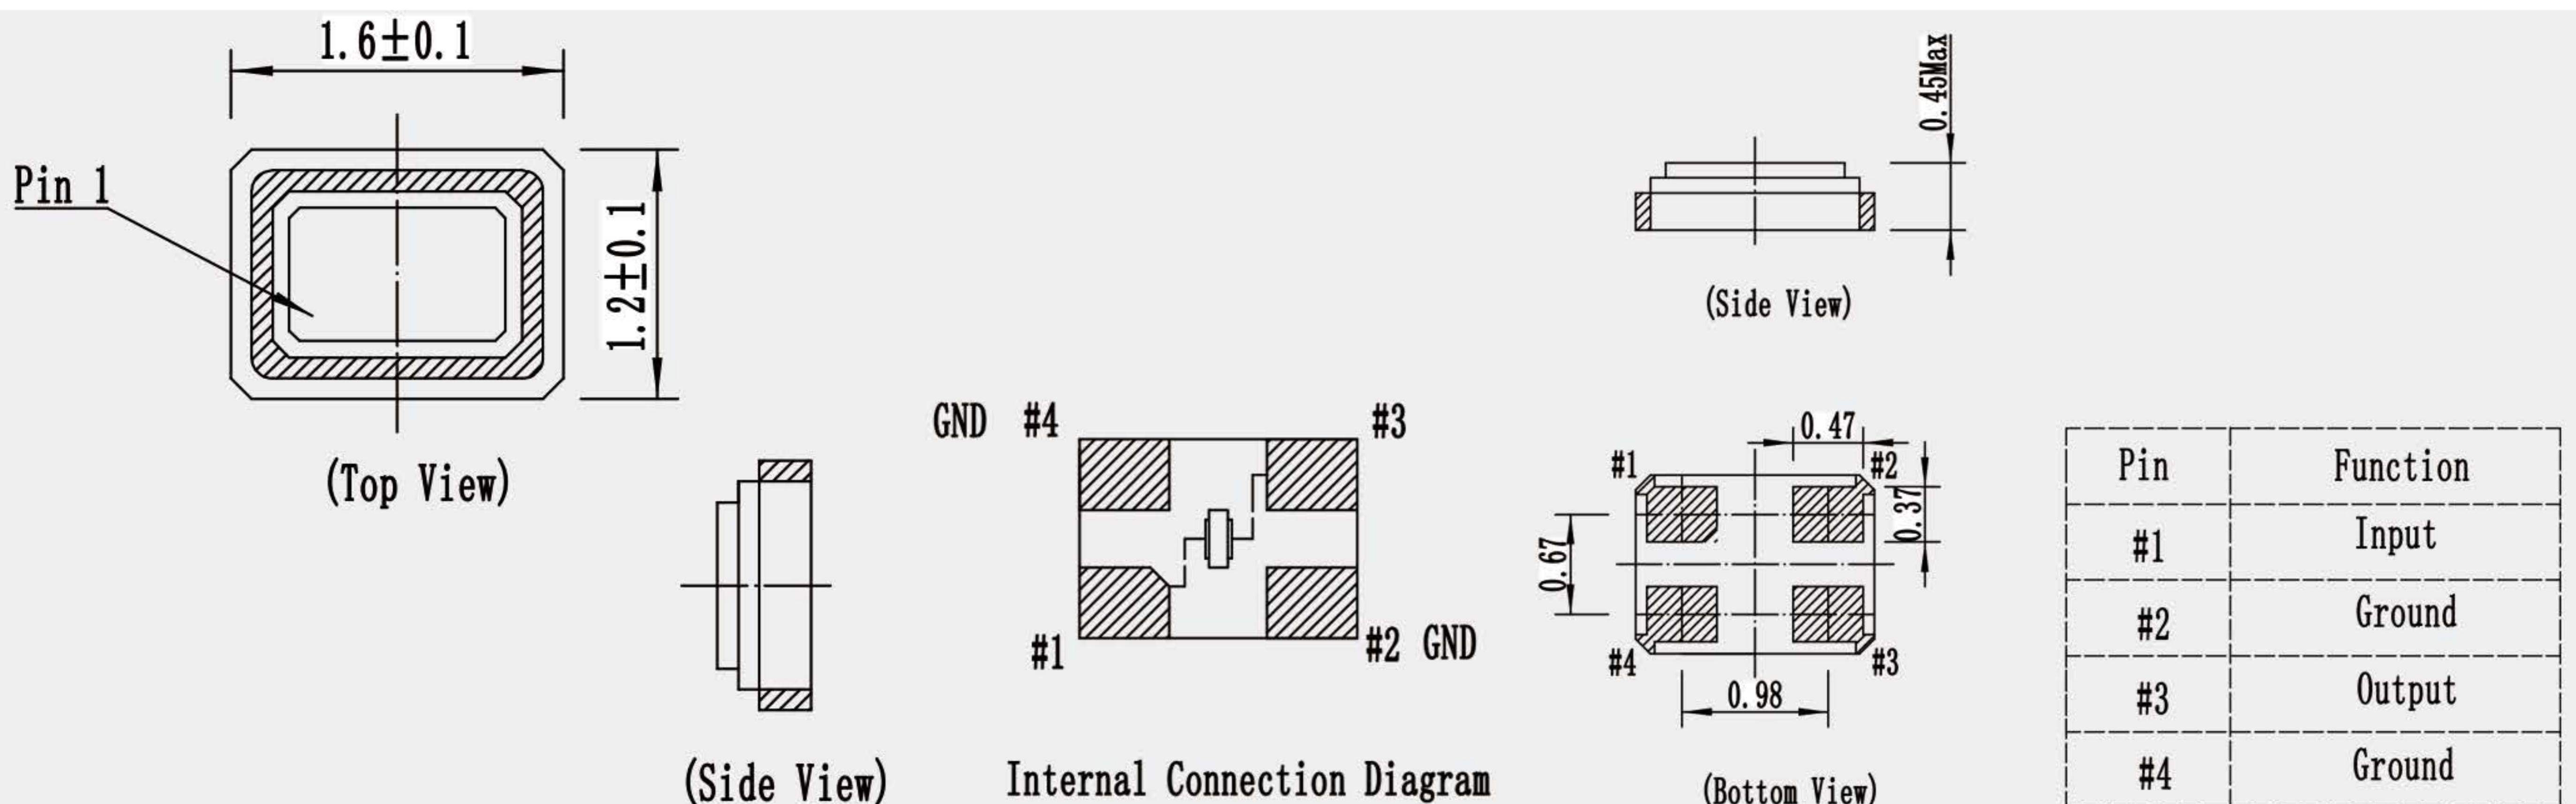 1.6±0.1
Pin 1
1.2±0.1
(Top View)
0.45Max
(Side View)
(Side View)
GND #4 #3
#1 #2 GND
Internal Connection Diagram
0.47
#1 #2
0.37
0.67
#4 #3
0.98
(Bottom View)
Pin Function
#1 Input
#2 Ground
#3 Output
#4 Ground